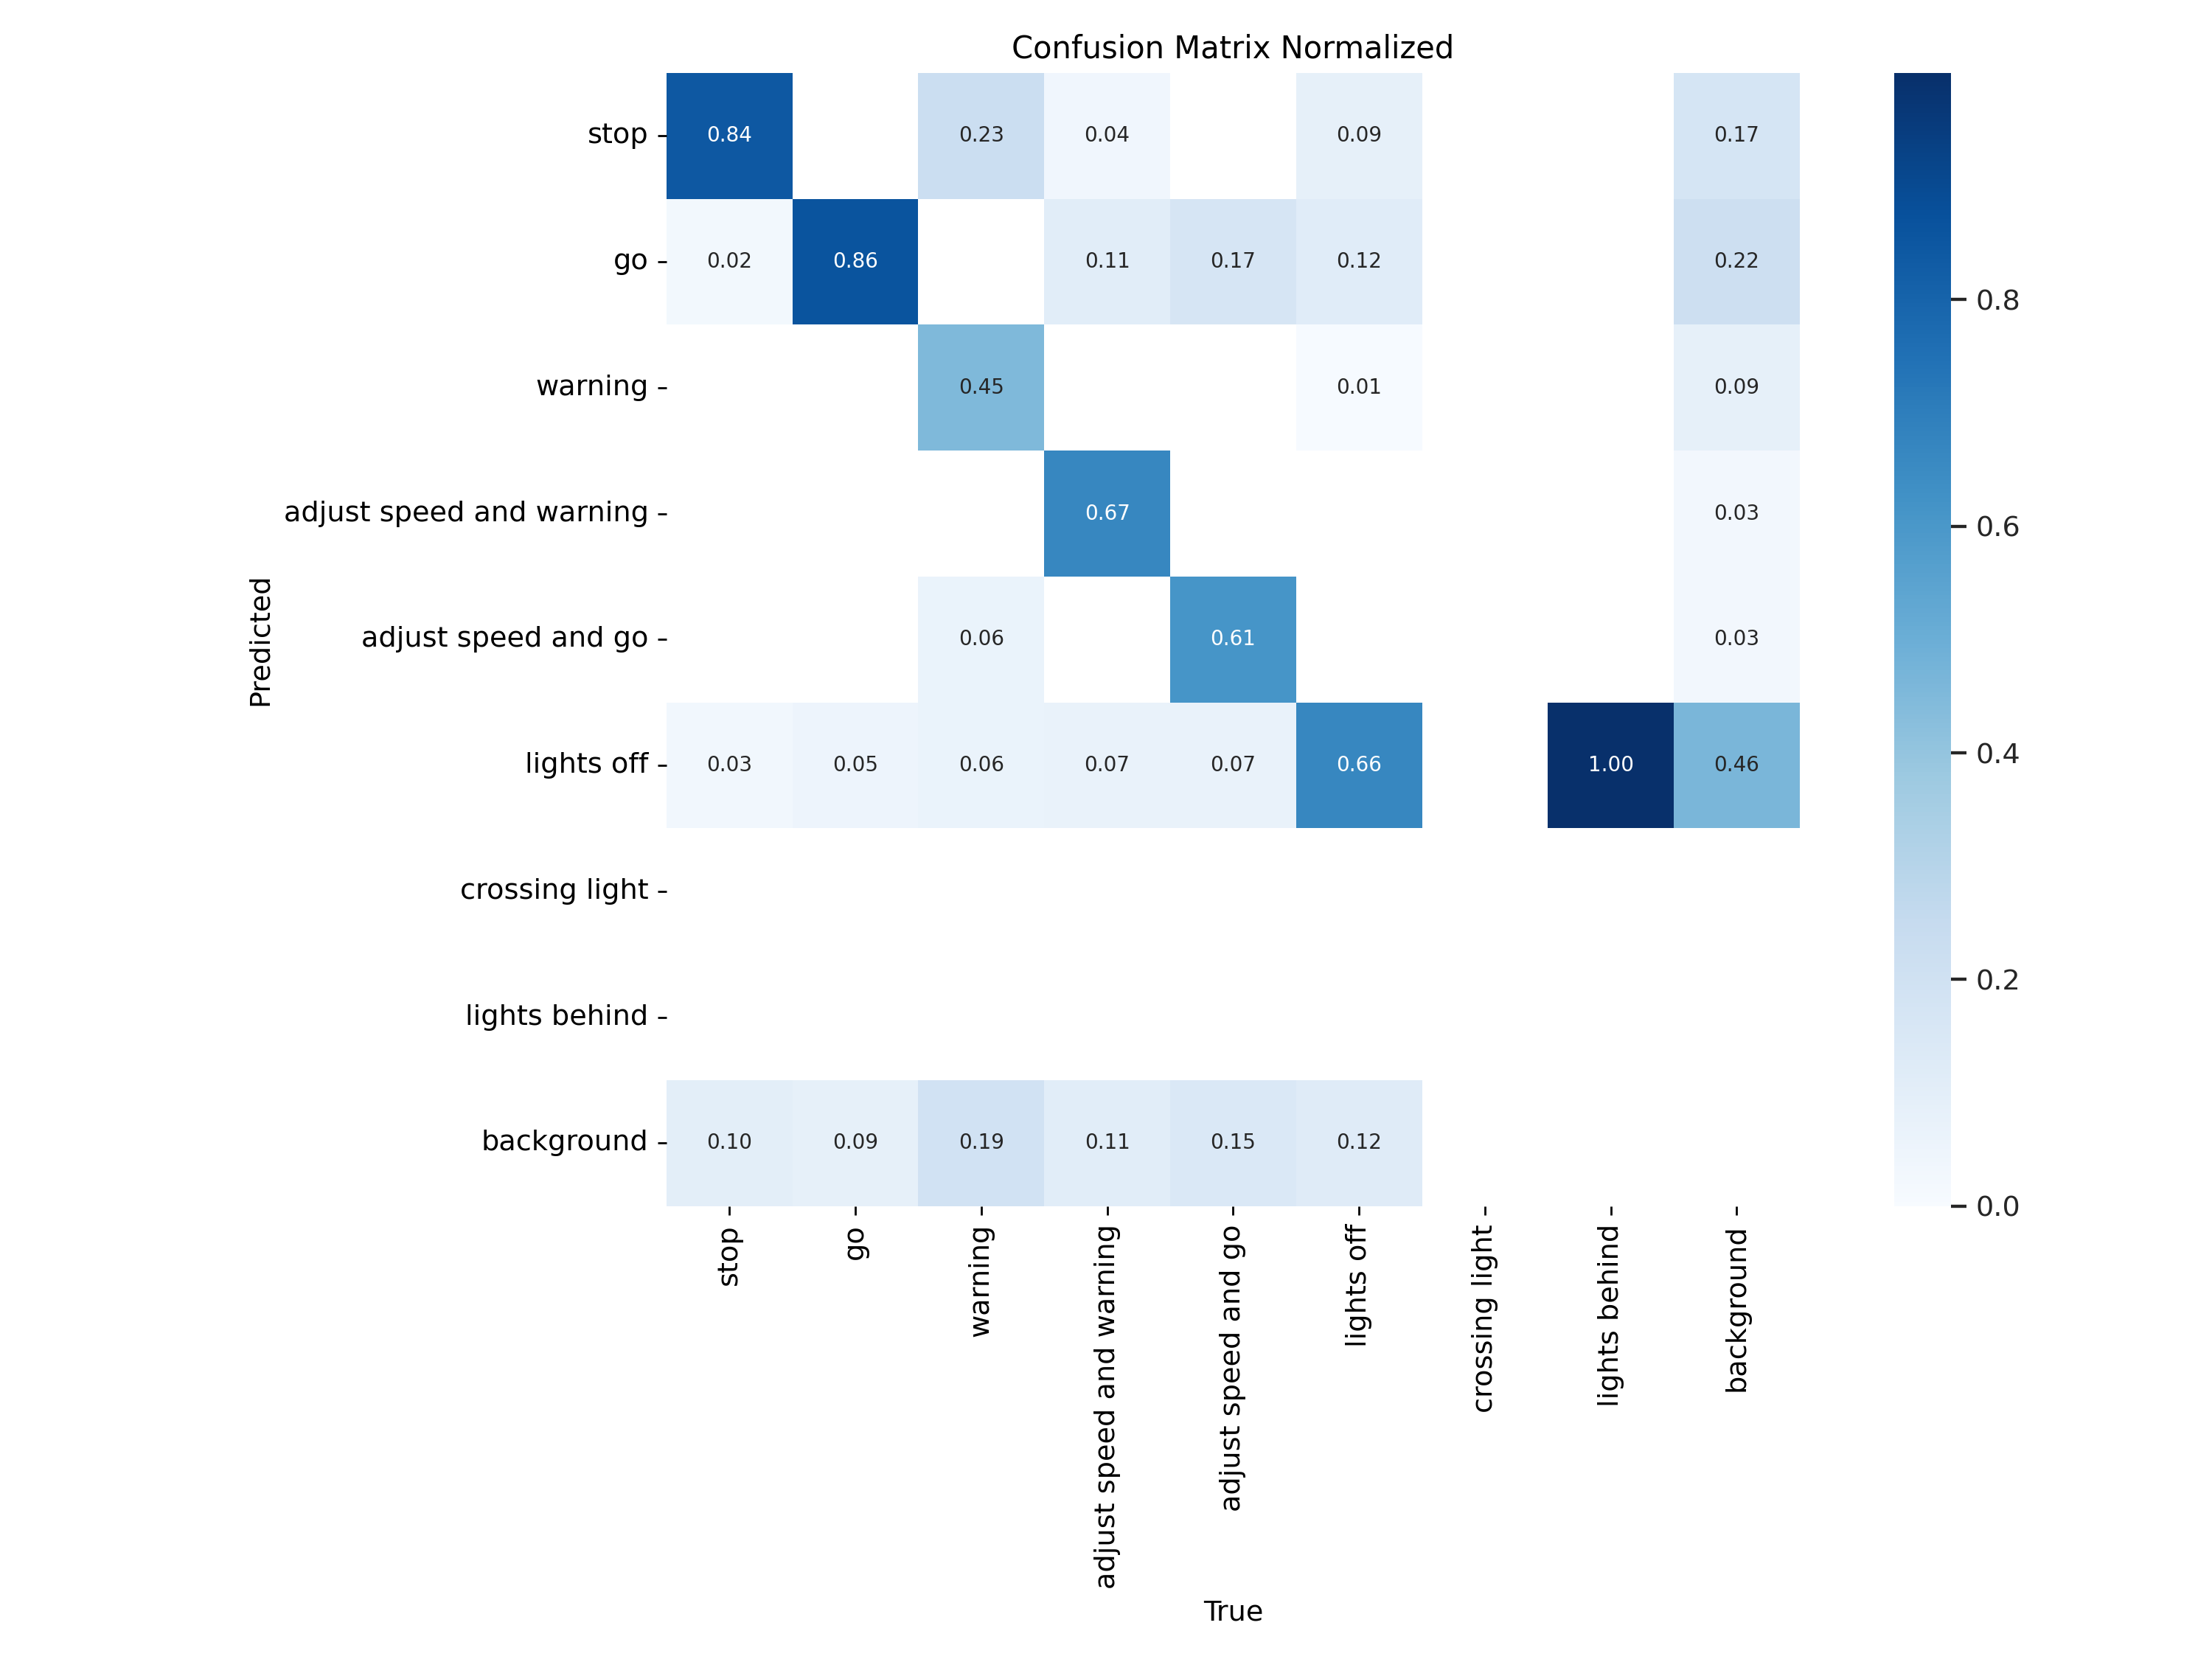 Confusion Matrix Normalized
stop 0.84 0.23 0.04 0.09 0.17
go 0.02 0.86 0.11 0.17 0.12 0.22
warning 0.45 0.01 0.09
adjust speed and warning 0.67 0.03
adjust speed and go 0.06 0.61 0.03
lights off 0.03 0.05 0.06 0.07 0.07 0.66 1.00 0.46
crossing light
lights behind
background 0.10 0.09 0.19 0.11 0.15 0.12
Predicted
stop
go
warning
adjust speed and warning
adjust speed and go
lights off
crossing light
lights behind
background
True
0.8
0.6
0.4
0.2
0.0